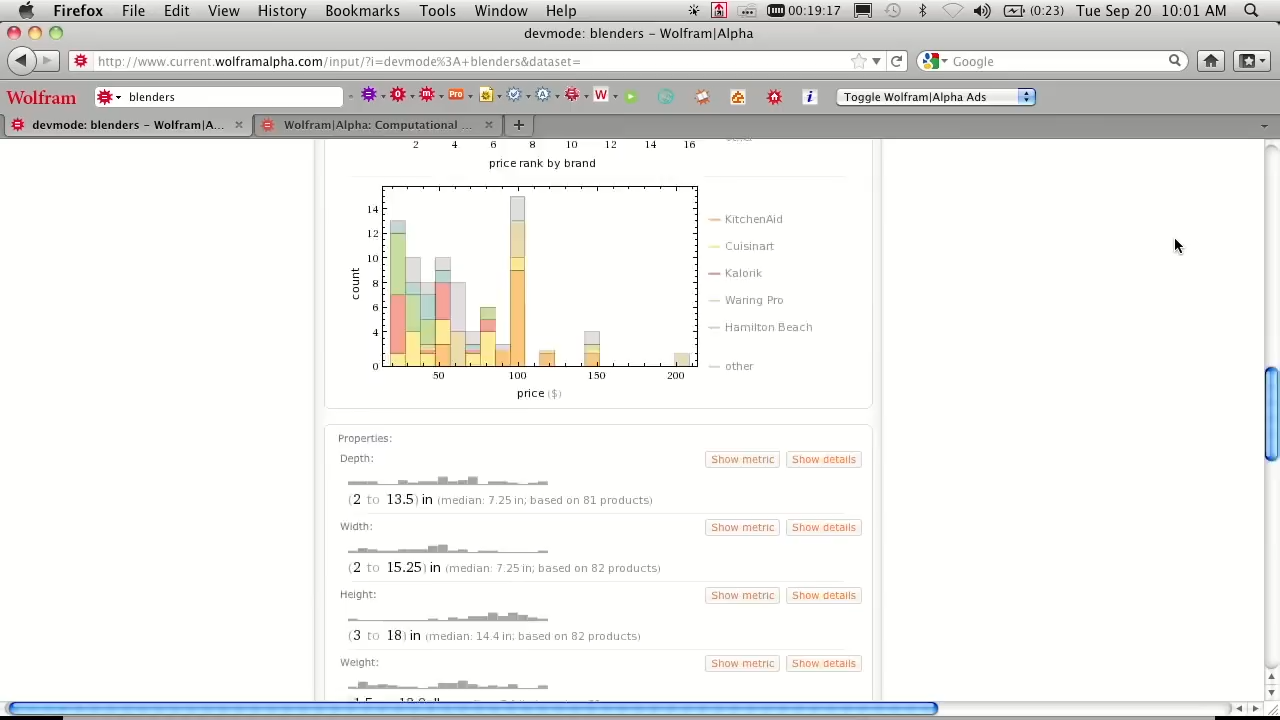 Firefox File Edit View History Bookmarks Tools Window Help 00:19:17 (0:23) Tue Sep 20 10:01 AM
devmode: blenders – Wolfram|Alpha
http://www.current.wolframalpha.com/input/?i=devmode%3A+blenders&dataset= Google
Wolfram blenders Pro W i Toggle Wolfram|Alpha Ads
devmode: blenders – Wolfram|A... Wolfram|Alpha: Computational ...
2 4 6 8 10 12 14 16
price rank by brand
14
12
10
8
6
4
0
count
50 100 150 200
price ($)
KitchenAid
Cuisinart
Kalorik
Waring Pro
Hamilton Beach
other
Properties:
Depth: Show metric Show details
(2 to 13.5) in (median: 7.25 in; based on 81 products)
Width: Show metric Show details
(2 to 15.25) in (median: 7.25 in; based on 82 products)
Height: Show metric Show details
(3 to 18) in (median: 14.4 in; based on 82 products)
Weight: Show metric Show details